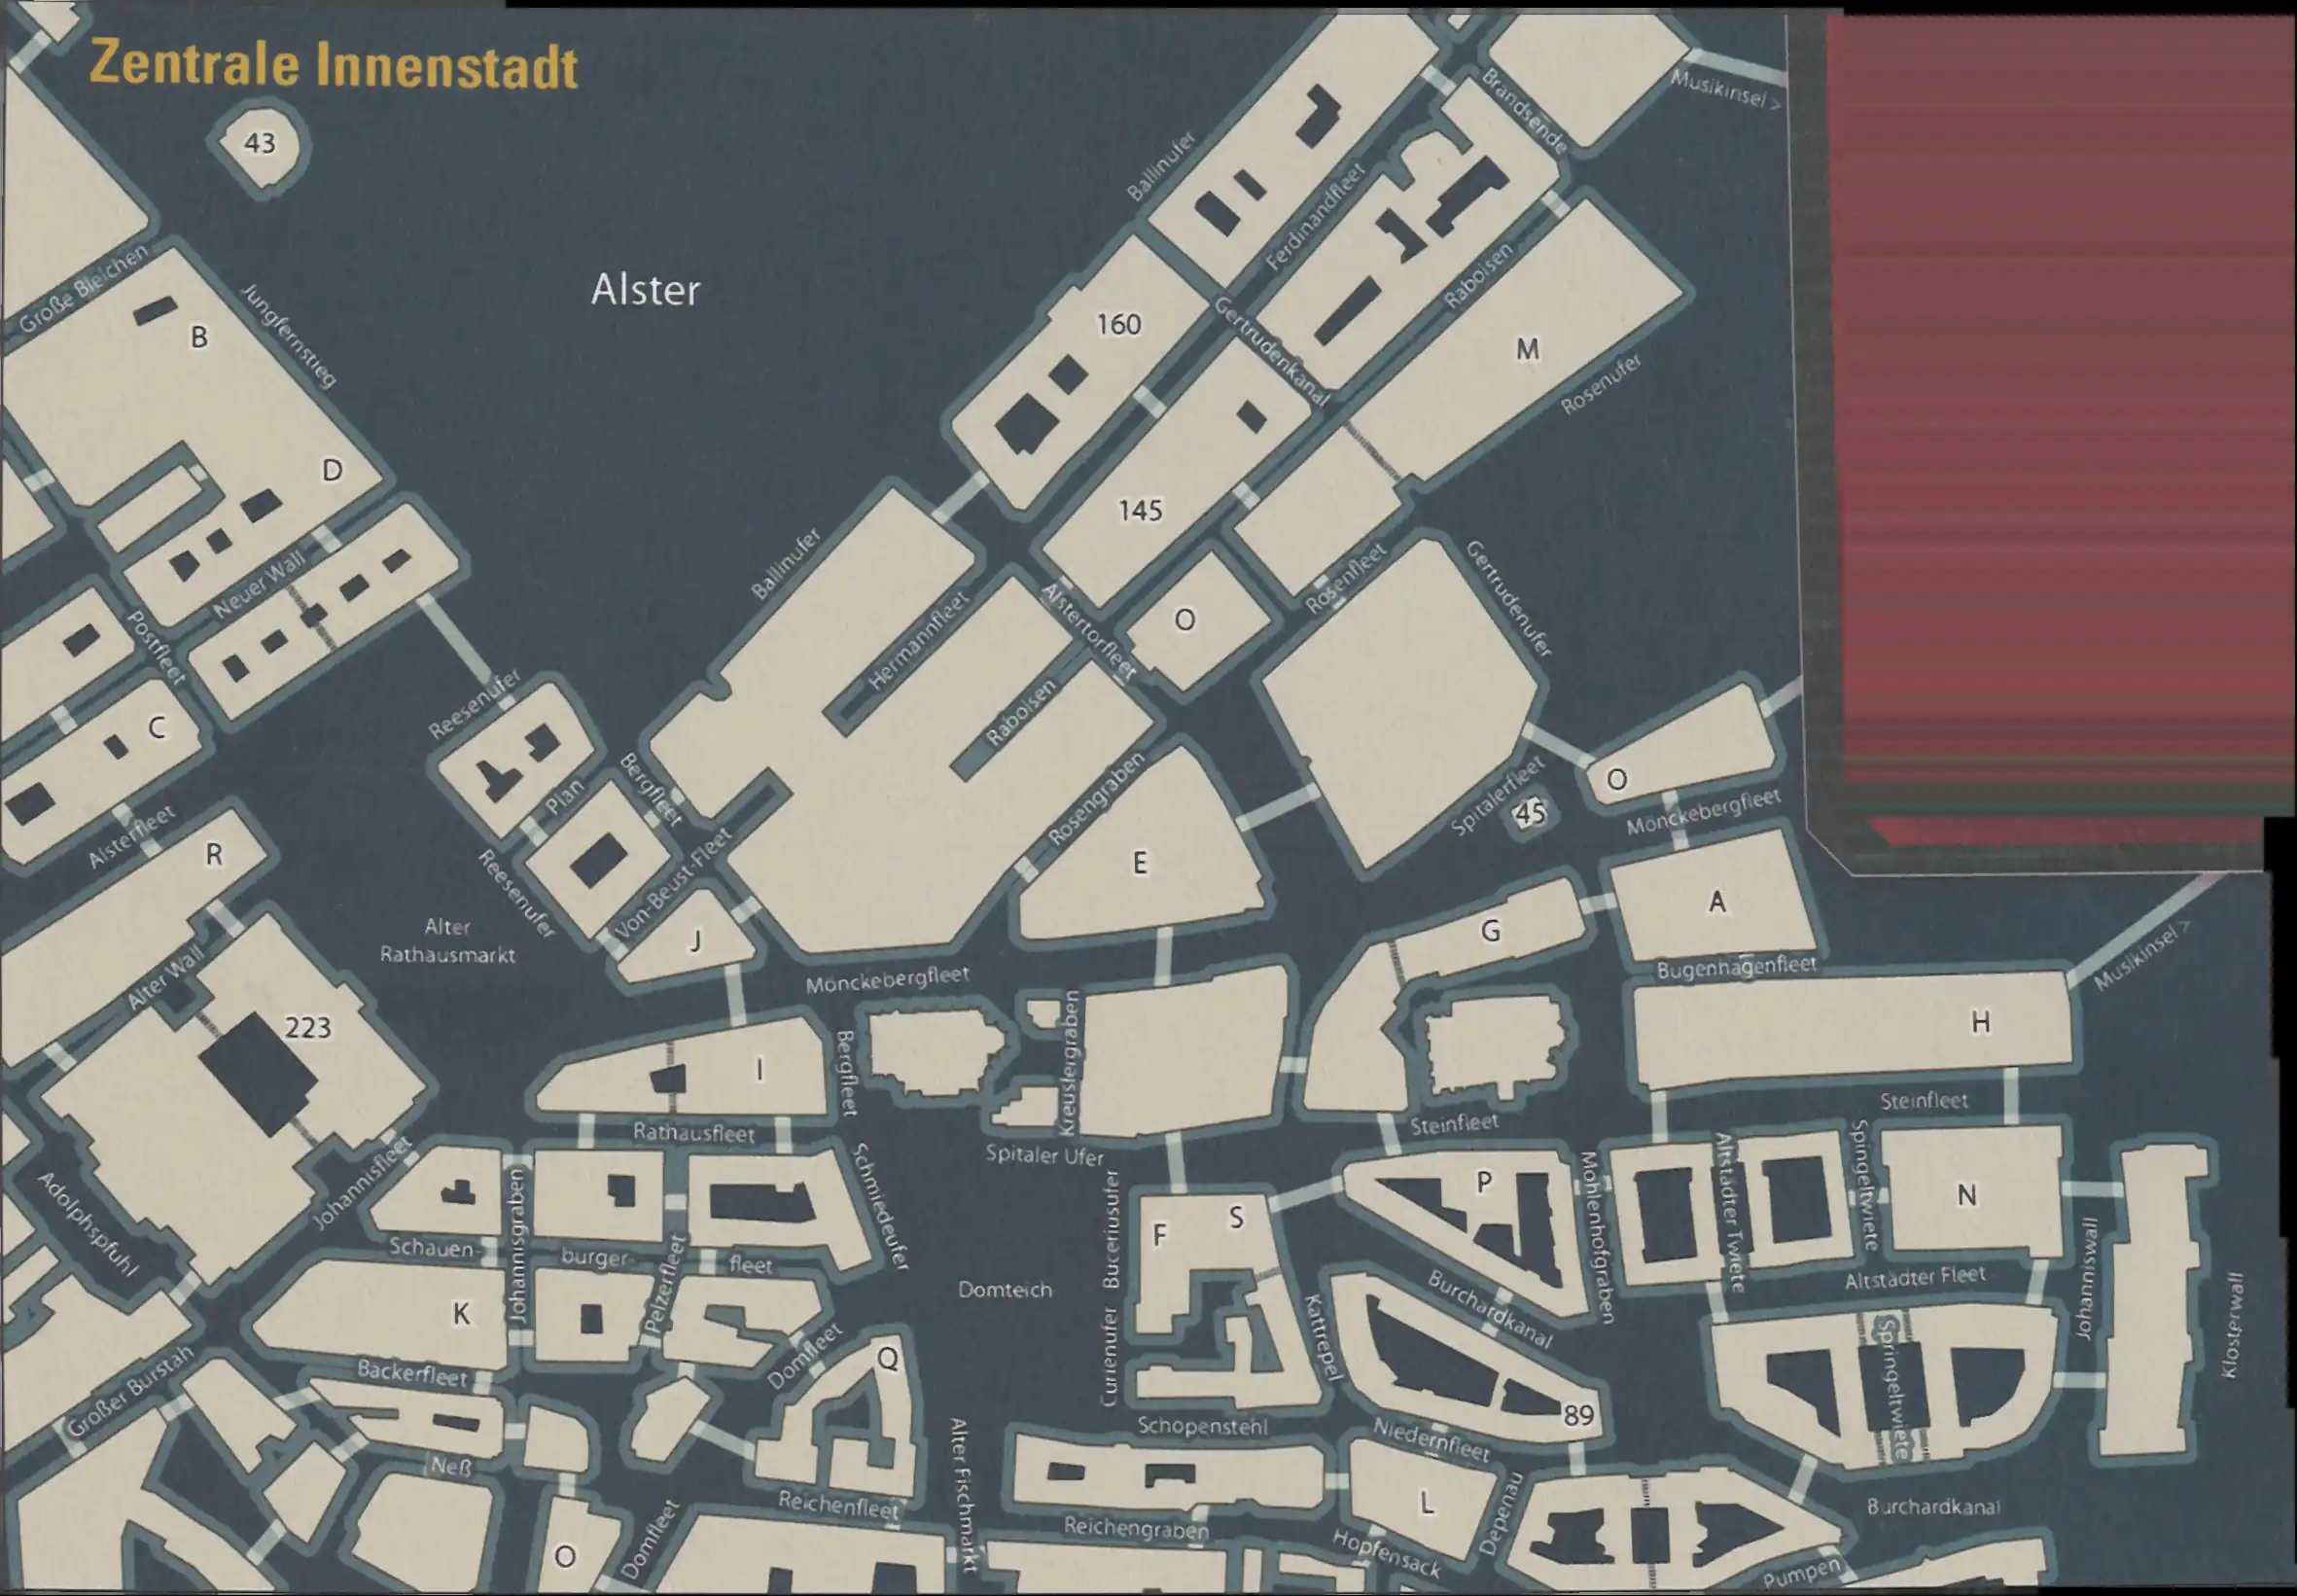 Zentrale Innenstadt
43
Musikinsel >
Brandsende
Ballinufer
Ferdinandfleet
Große Bleichen
Jungfernstieg
B
Alster
160
Gertrudenkanal
Raboisen
M
Rosenufer
D
145
Neuer Wall
Ballinufer
Hermannfleet
Alstertorfleet
O
Rosenfleet
Gertrudenufer
Postfleet
C
Reesenufer
Raboisen
Bergfleet
Plan
Rosengraben
Spitalerfleet
45
O
Mönckebergfleet
Alsterfleet
R
Reesenufer
Von-Beust-Fleet
E
A
G
Alter
Rathausmarkt
J
Alter Wall
Mönckebergfleet
Bugenhagenfleet
Musikinsel >
223
I
Bergfleet
Kreuslergraben
H
Rathausfleet
Spitaler Ufer
Steinfleet
Steinfleet
Johannisfleet
Adolphspfuhl
Johannisgraben
Schmiedeufer
Buceriusufer
F
S
P
Mohlenhofgraben
Altstädter Twiete
Spingeltwiete
N
Schauen-
burger-
fleet
Pelzerfleet
K
Domteich
Curienufer
Kattrepel
Burchardkanal
Altstädter Fleet
Johanniswall
Klosterwall
Springeltwiete
Bäckerfleet
Domfleet
Q
89
Großer Burstah
Neß
Alter Fischmarkt
Schopenstehl
Niedernfleet
Reichenfleet
Domfleet
O
Reichengraben
L
Hopfensack
Depenau
Burchardkanal
Pumpen